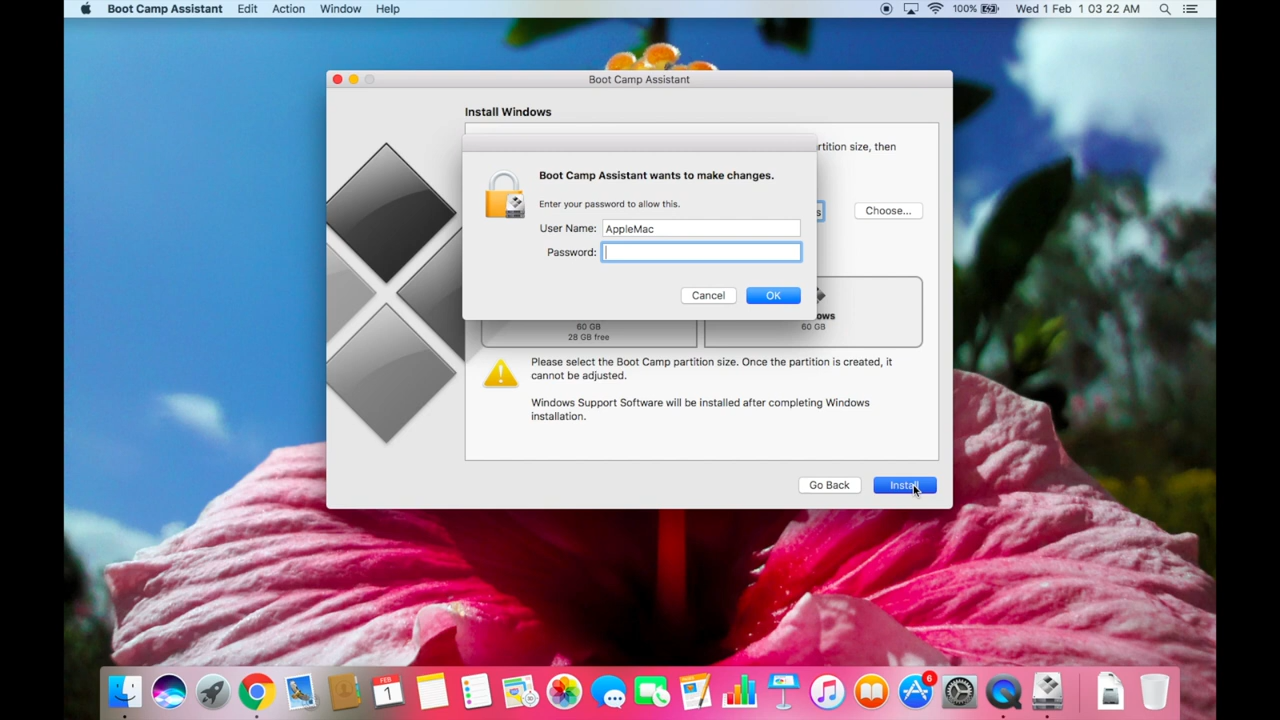 Boot Camp Assistant Edit Action Window Help 100% Wed 1 Feb 1 03 22 AM
Boot Camp Assistant
Install Windows
partition size, then
Boot Camp Assistant wants to make changes.
Enter your password to allow this.
s
Choose...
User Name: AppleMac
Password:
Cancel OK
ows
60 GB
28 GB free
60 GB
Please select the Boot Camp partition size. Once the partition is created, it
cannot be adjusted.
Windows Support Software will be installed after completing Windows
installation.
Go Back Install
FEB
1
6